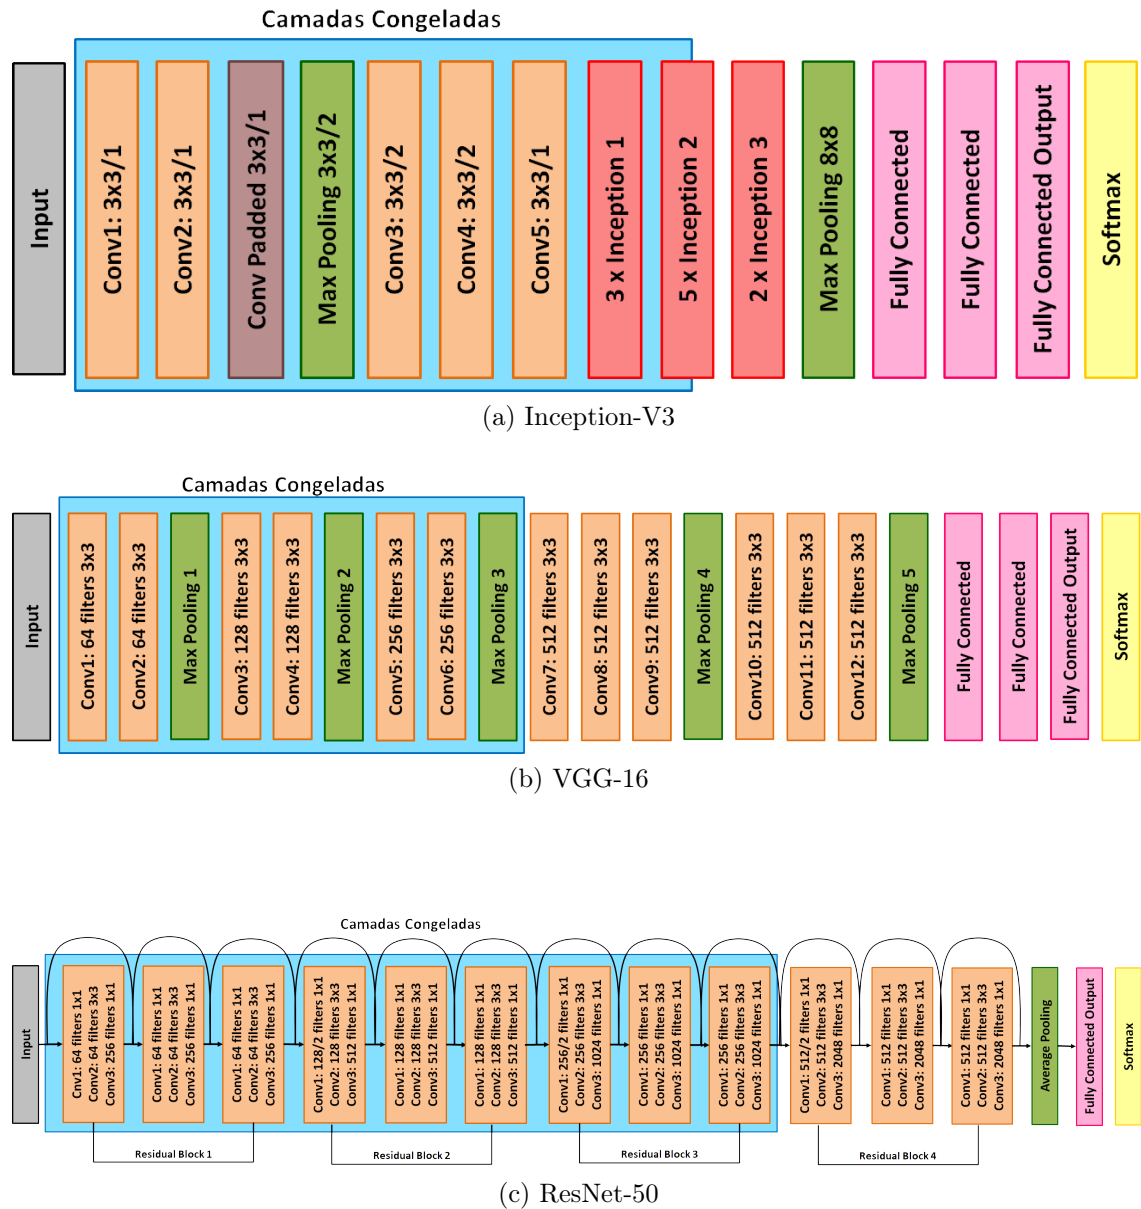 Camadas Congeladas
Input
Conv1: 3x3/1
Conv2: 3x3/1
Conv Padded 3x3/1
Max Pooling 3x3/2
Conv3: 3x3/2
Conv4: 3x3/2
Conv5: 3x3/1
3 x Inception 1
5 x Inception 2
2 x Inception 3
Max Pooling 8x8
Fully Connected
Fully Connected
Fully Connected Output
Softmax
(a) Inception-V3
Camadas Congeladas
Input
Conv1: 64 filters 3x3
Conv2: 64 filters 3x3
Max Pooling 1
Conv3: 128 filters 3x3
Conv4: 128 filters 3x3
Max Pooling 2
Conv5: 256 filters 3x3
Conv6: 256 filters 3x3
Max Pooling 3
Conv7: 512 filters 3x3
Conv8: 512 filters 3x3
Conv9: 512 filters 3x3
Max Pooling 4
Conv10: 512 filters 3x3
Conv11: 512 filters 3x3
Conv12: 512 filters 3x3
Max Pooling 5
Fully Connected
Fully Connected
Fully Connected Output
Softmax
(b) VGG-16
Camadas Congeladas
Input
Conv1: 64 filters 1x1
Conv2: 64 filters 3x3
Conv3: 256 filters 1x1
Conv1: 64 filters 1x1
Conv2: 64 filters 3x3
Conv3: 256 filters 1x1
Conv1: 64 filters 1x1
Conv2: 64 filters 3x3
Conv3: 256 filters 1x1
Conv1: 128/2 filters 1x1
Conv2: 128 filters 3x3
Conv3: 512 filters 1x1
Conv1: 128 filters 1x1
Conv2: 128 filters 3x3
Conv3: 512 filters 1x1
Conv1: 128 filters 1x1
Conv2: 128 filters 3x3
Conv3: 512 filters 1x1
Conv1: 256/2 filters 1x1
Conv2: 256 filters 3x3
Conv3: 1024 filters 1x1
Conv1: 256 filters 1x1
Conv2: 256 filters 3x3
Conv3: 1024 filters 1x1
Conv1: 256 filters 1x1
Conv2: 256 filters 3x3
Conv3: 1024 filters 1x1
Conv1: 512/2 filters 1x1
Conv2: 512 filters 3x3
Conv3: 2048 filters 1x1
Conv1: 512 filters 1x1
Conv2: 512 filters 3x3
Conv3: 2048 filters 1x1
Conv1: 512 filters 1x1
Conv2: 512 filters 3x3
Conv3: 2048 filters 1x1
Average Pooling
Fully Connected Output
Softmax
Residual Block 1
Residual Block 2
Residual Block 3
Residual Block 4
(c) ResNet-50